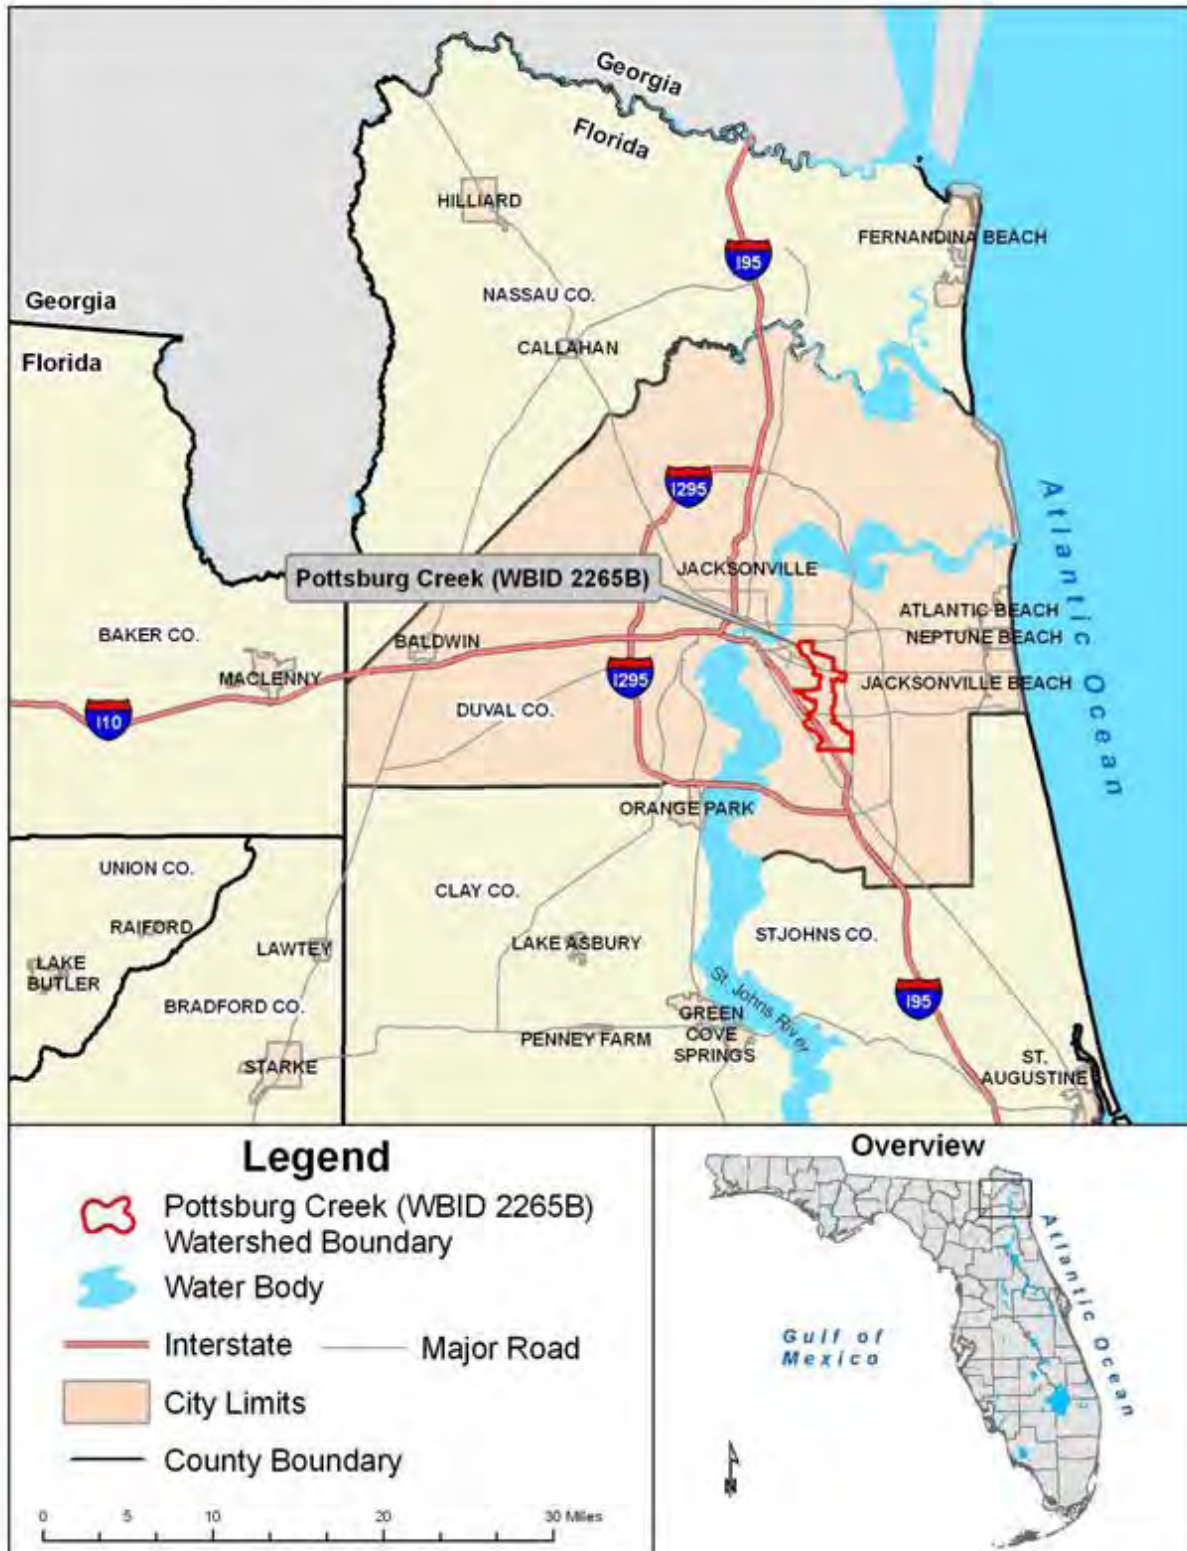 Georgia
Florida
HILLIARD
FERNANDINA BEACH
I95
NASSAU CO.
Georgia
CALLAHAN
Florida
I295
Atlantic Ocean
JACKSONVILLE
Pottsburg Creek (WBID 2265B)
ATLANTIC BEACH
BAKER CO.
BALDWIN
NEPTUNE BEACH
MACLENNY
I295
JACKSONVILLE BEACH
I10
DUVAL CO.
ORANGE PARK
UNION CO.
CLAY CO.
RAIFORD
STJOHNS CO.
LAWTEY
LAKE ASBURY
LAKE
BUTLER
St. Johns River
I95
BRADFORD CO.
GREEN
COVE
SPRINGS
PENNEY FARM
STARKE
ST.
AUGUSTINE
Legend
Pottsburg Creek (WBID 2265B)
Watershed Boundary
Water Body
Interstate
Major Road
City Limits
County Boundary
0 5 10 20 30 Miles
Overview
Atlantic Ocean
Gulf of
Mexico